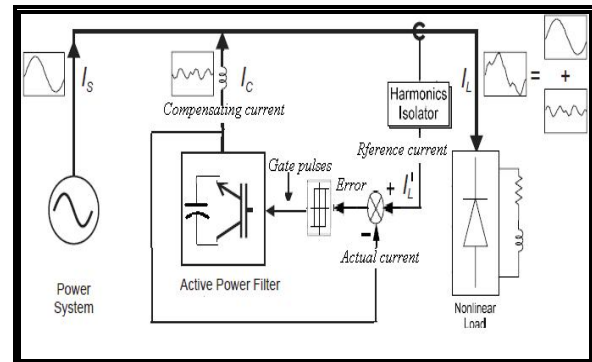 I_S
I_C
Compensating current
I_L
=
+
Harmonics
Isolator
Rference current
Gate pulses
Error
+ I_L'
-
Actual current
Active Power Filter
Power
System
Nonlinear
Load